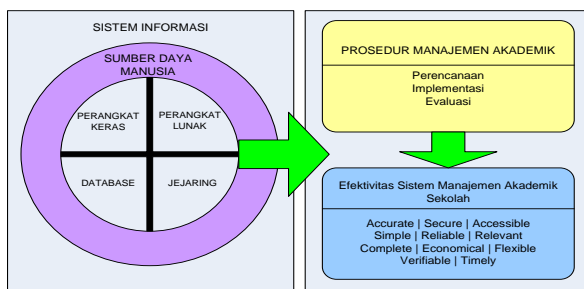 SISTEM INFORMASI
SUMBER DAYA
MANUSIA
PERANGKAT
KERAS
PERANGKAT
LUNAK
DATABASE
JEJARING
PROSEDUR MANAJEMEN AKADEMIK
Perencanaan
Implementasi
Evaluasi
Efektivitas Sistem Manajemen Akademik
Sekolah
Accurate | Secure | Accessible
Simple | Reliable | Relevant
Complete | Economical | Flexible
Verifiable | Timely